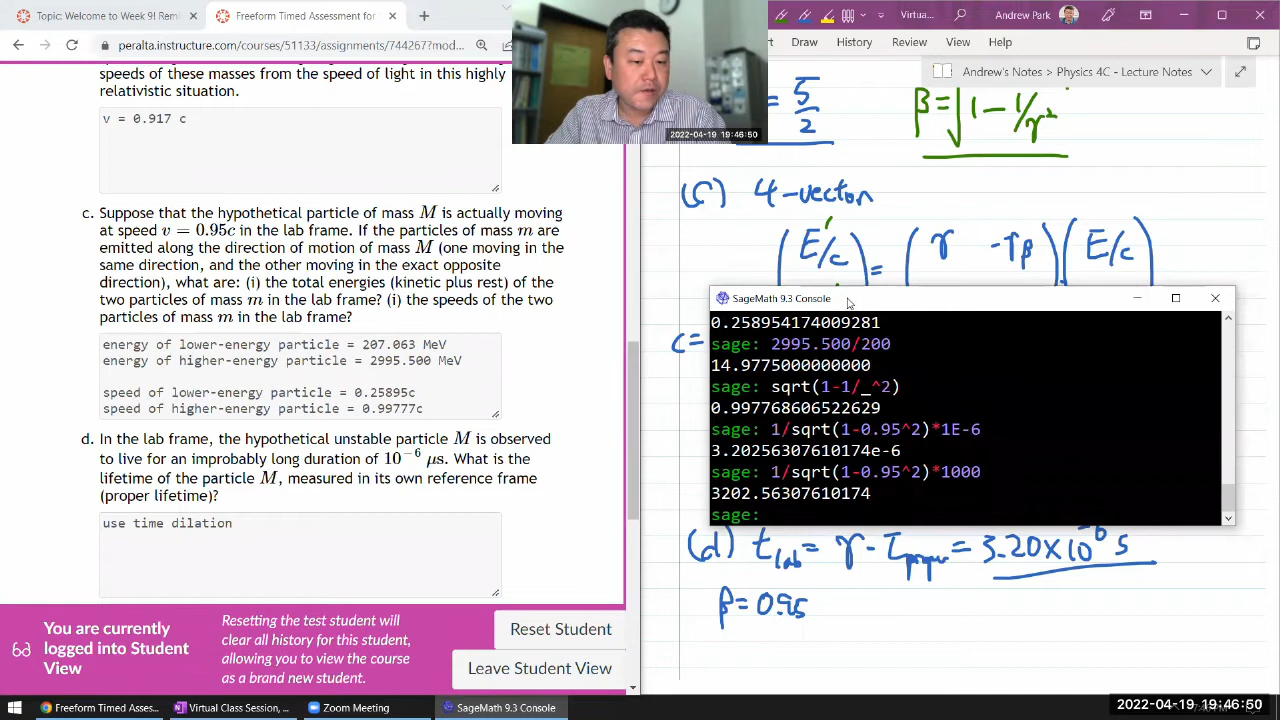 Topic: Welcome to Week 9! Rem
Freeform Timed Assessment for
Virtua...
Andrew Park
peralta.instructure.com/courses/51133/assignments/7442677mod...
Draw
History
Review
View
Help
Andrew's Notes > Physics 4C - Lecture Notes
2022-04-19 19:46:50
speeds of these masses from the speed of light in this highly
relativistic situation.
v = 0.917 c
c. Suppose that the hypothetical particle of mass M is actually moving
at speed v = 0.95c in the lab frame. If the particles of mass m are
emitted along the direction of motion of mass M (one moving in the
same direction, and the other moving in the exact opposite
direction), what are: (i) the total energies (kinetic plus rest) of the
two particles of mass m in the lab frame? (i) the speeds of the two
particles of mass m in the lab frame?
energy of lower-energy particle = 207.063 MeV
energy of higher-energy particle = 2995.500 MeV
speed of lower-energy particle = 0.25895c
speed of higher-energy particle = 0.99777c
d. In the lab frame, the hypothetical unstable particle M is observed
to live for an improbably long duration of 10⁻⁶ μs. What is the
lifetime of the particle M, measured in its own reference frame
(proper lifetime)?
use time dilation
You are currently
logged into Student
View
Resetting the test student will
clear all history for this student,
allowing you to view the course
as a brand new student.
Reset Student
Leave Student View
= 5/2
β = √1 - 1/γ²
(c) 4-vector
(E'/c) = (γ -γβ)(E/c)
c=
SageMath 9.3 Console
0.258954174009281
sage: 2995.500/200
14.9775000000000
sage: sqrt(1-1/_^2)
0.997768606522629
sage: 1/sqrt(1-0.95^2)*1E-6
3.20256307610174e-6
sage: 1/sqrt(1-0.95^2)*1000
3202.56307610174
sage:
(d) t_lab = γ · τ_proper = 3.20×10⁻⁶ s
β = 0.95
Freeform Timed Asses...
Virtual Class Session, ...
Zoom Meeting
SageMath 9.3 Console
2022-04-19 19:46:50